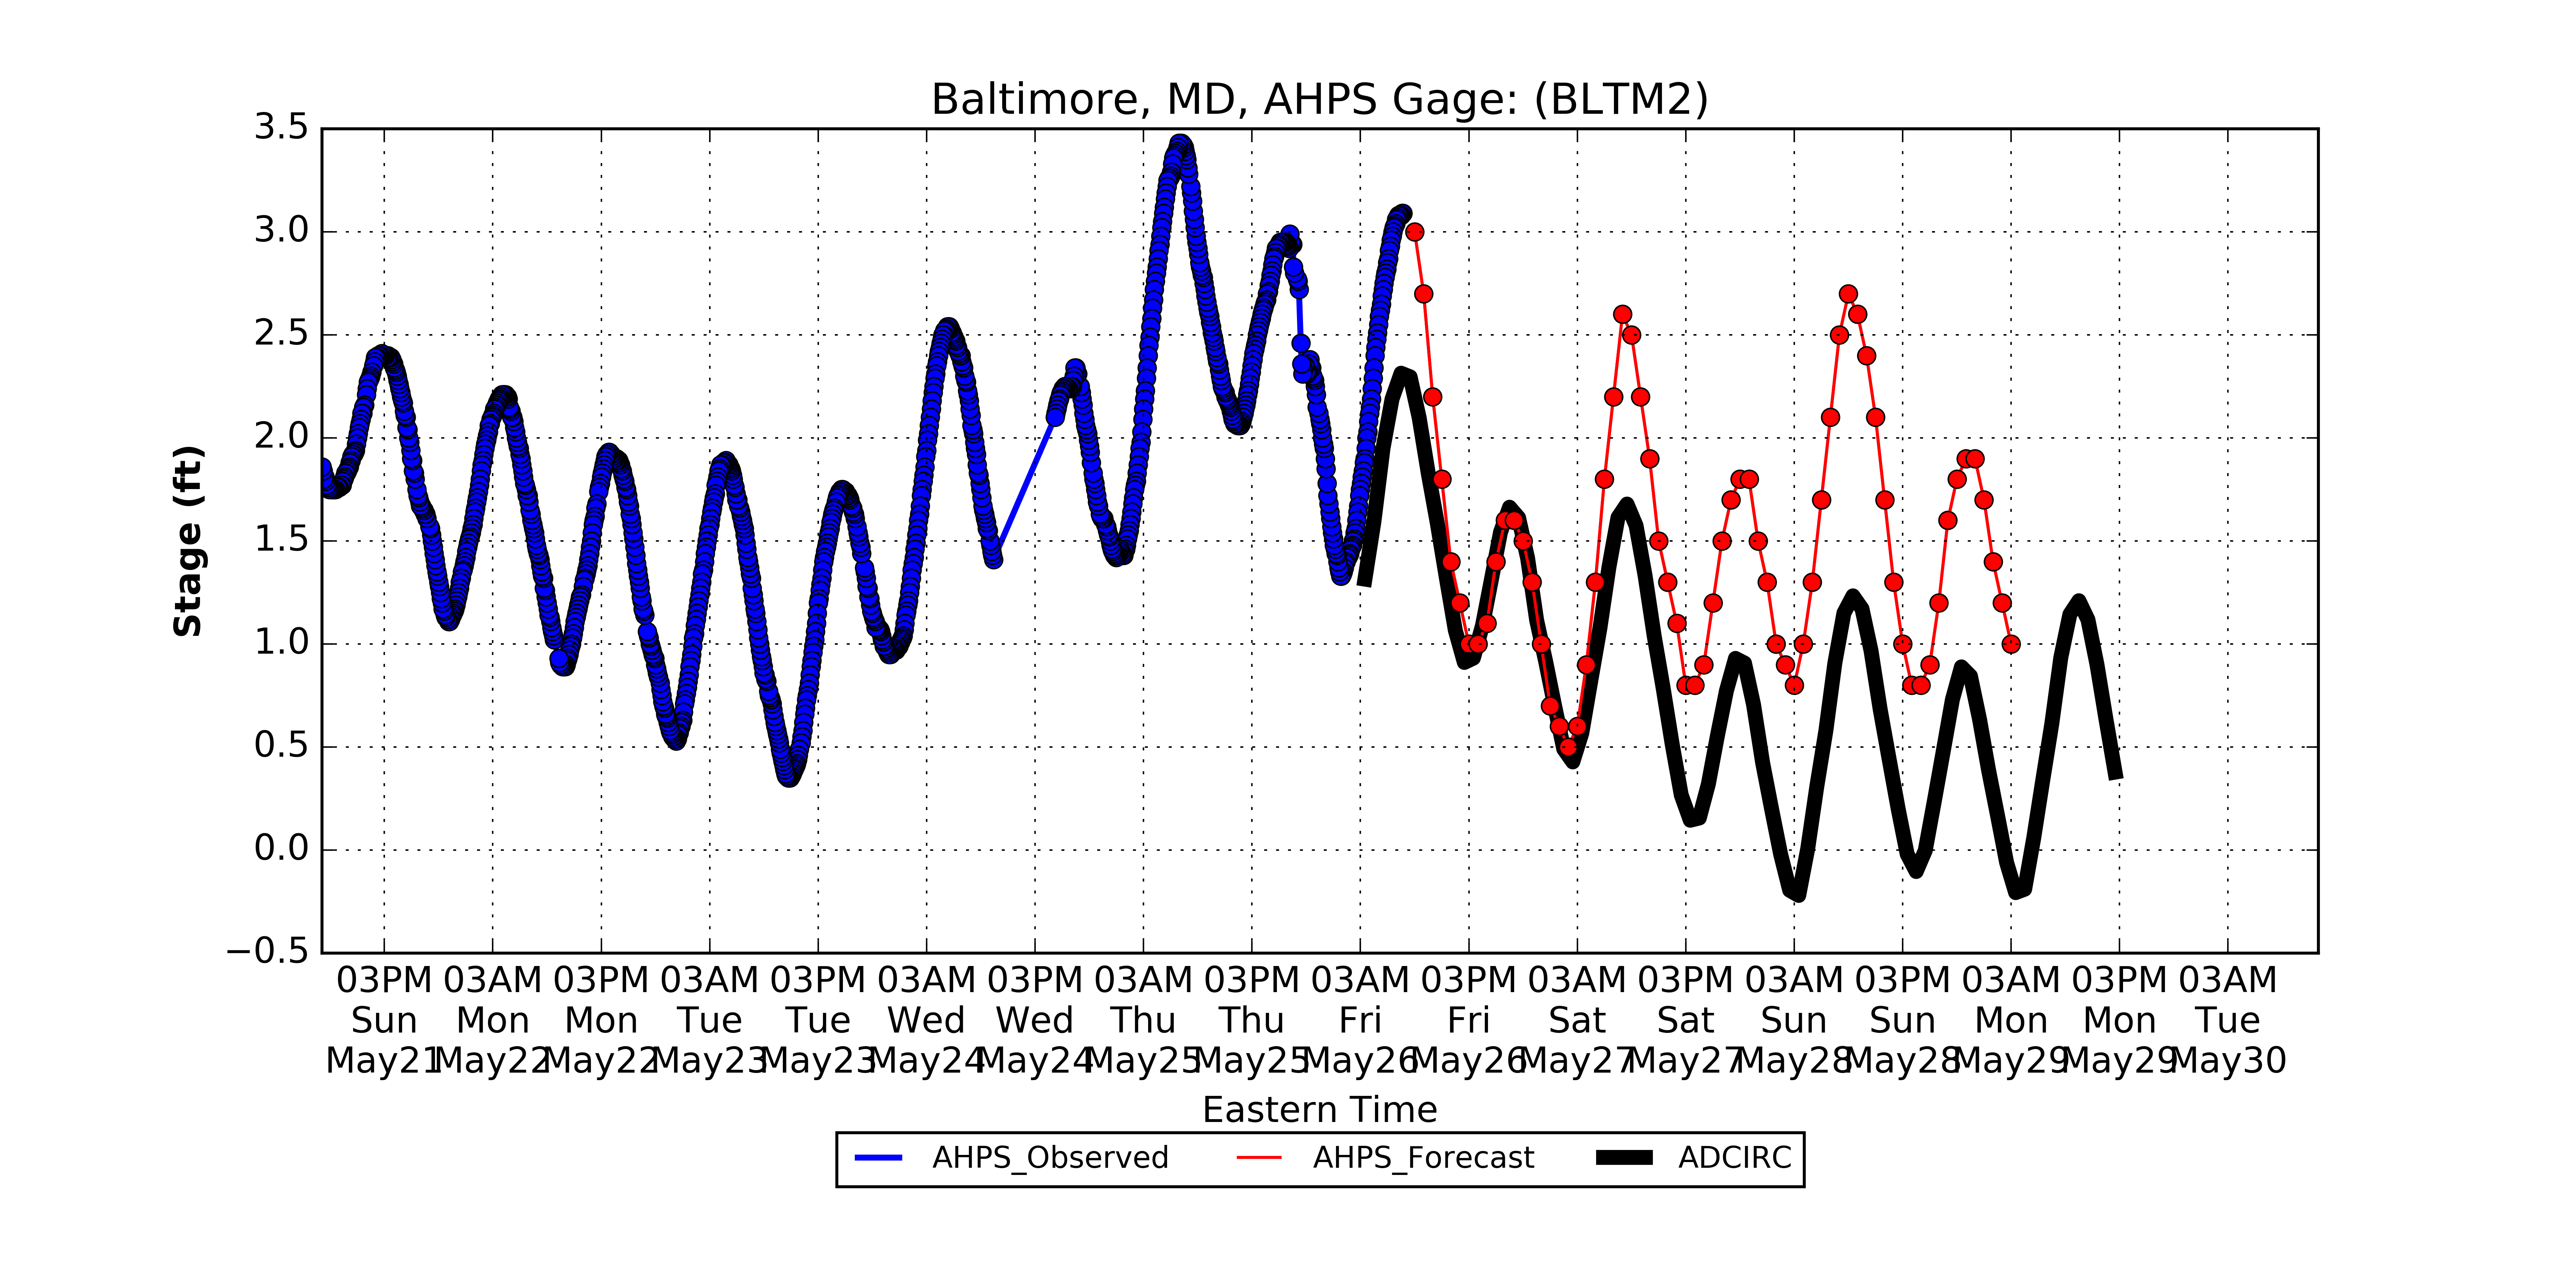 Baltimore, MD, AHPS Gage: (BLTM2)
3.5
3.0
2.5
2.0
1.5
1.0
0.5
0.0
−0.5
Stage (ft)
03PM 03AM 03PM 03AM 03PM 03AM 03PM 03AM 03PM 03AM 03PM 03AM 03PM 03AM 03PM 03AM 03PM 03AM
Sun Mon Mon Tue Tue Wed Wed Thu Thu Fri Fri Sat Sat Sun Sun Mon Mon Tue
May21 May22 May22 May23 May23 May24 May24 May25 May25 May26 May26 May27 May27 May28 May28 May29 May29 May30
Eastern Time
AHPS_Observed AHPS_Forecast ADCIRC